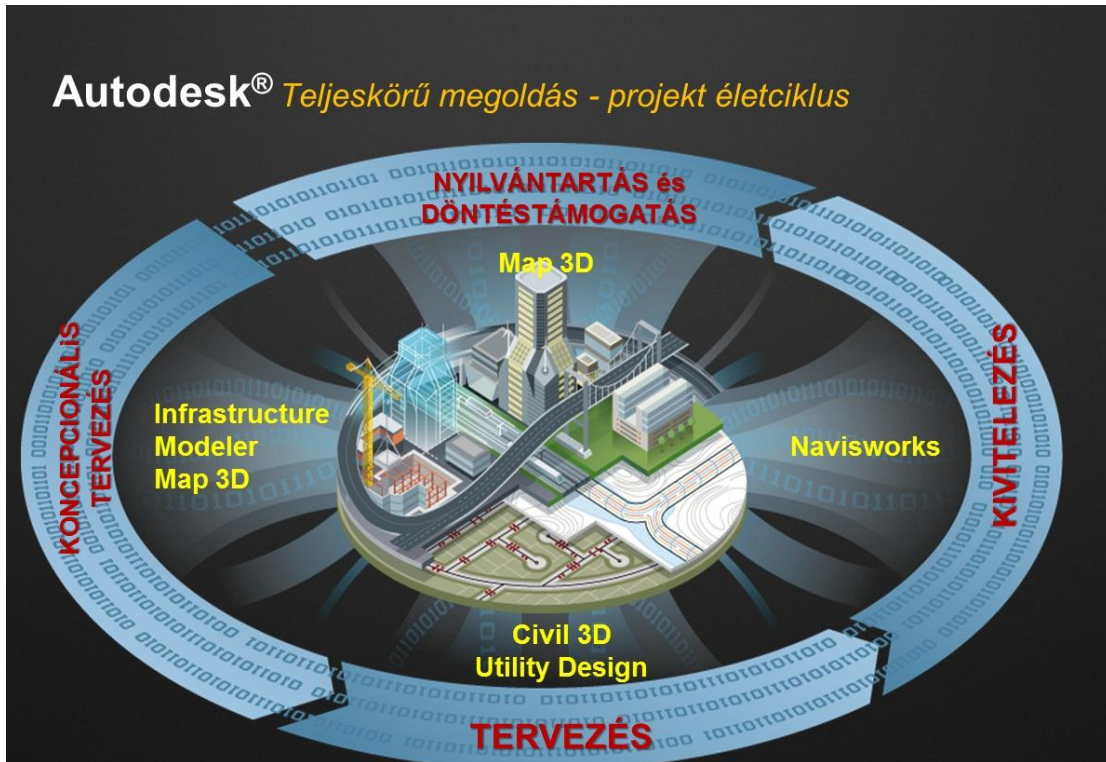 Autodesk® Teljeskörű megoldás - projekt életciklus
NYILVÁNTARTÁS és
DÖNTÉSTÁMOGATÁS
Map 3D
KONCEPCIONÁLiS
TERVEZÉS
Infrastructure
Modeler
Map 3D
Navisworks
KIVITELEZÉS
Civil 3D
Utility Design
TERVEZÉS